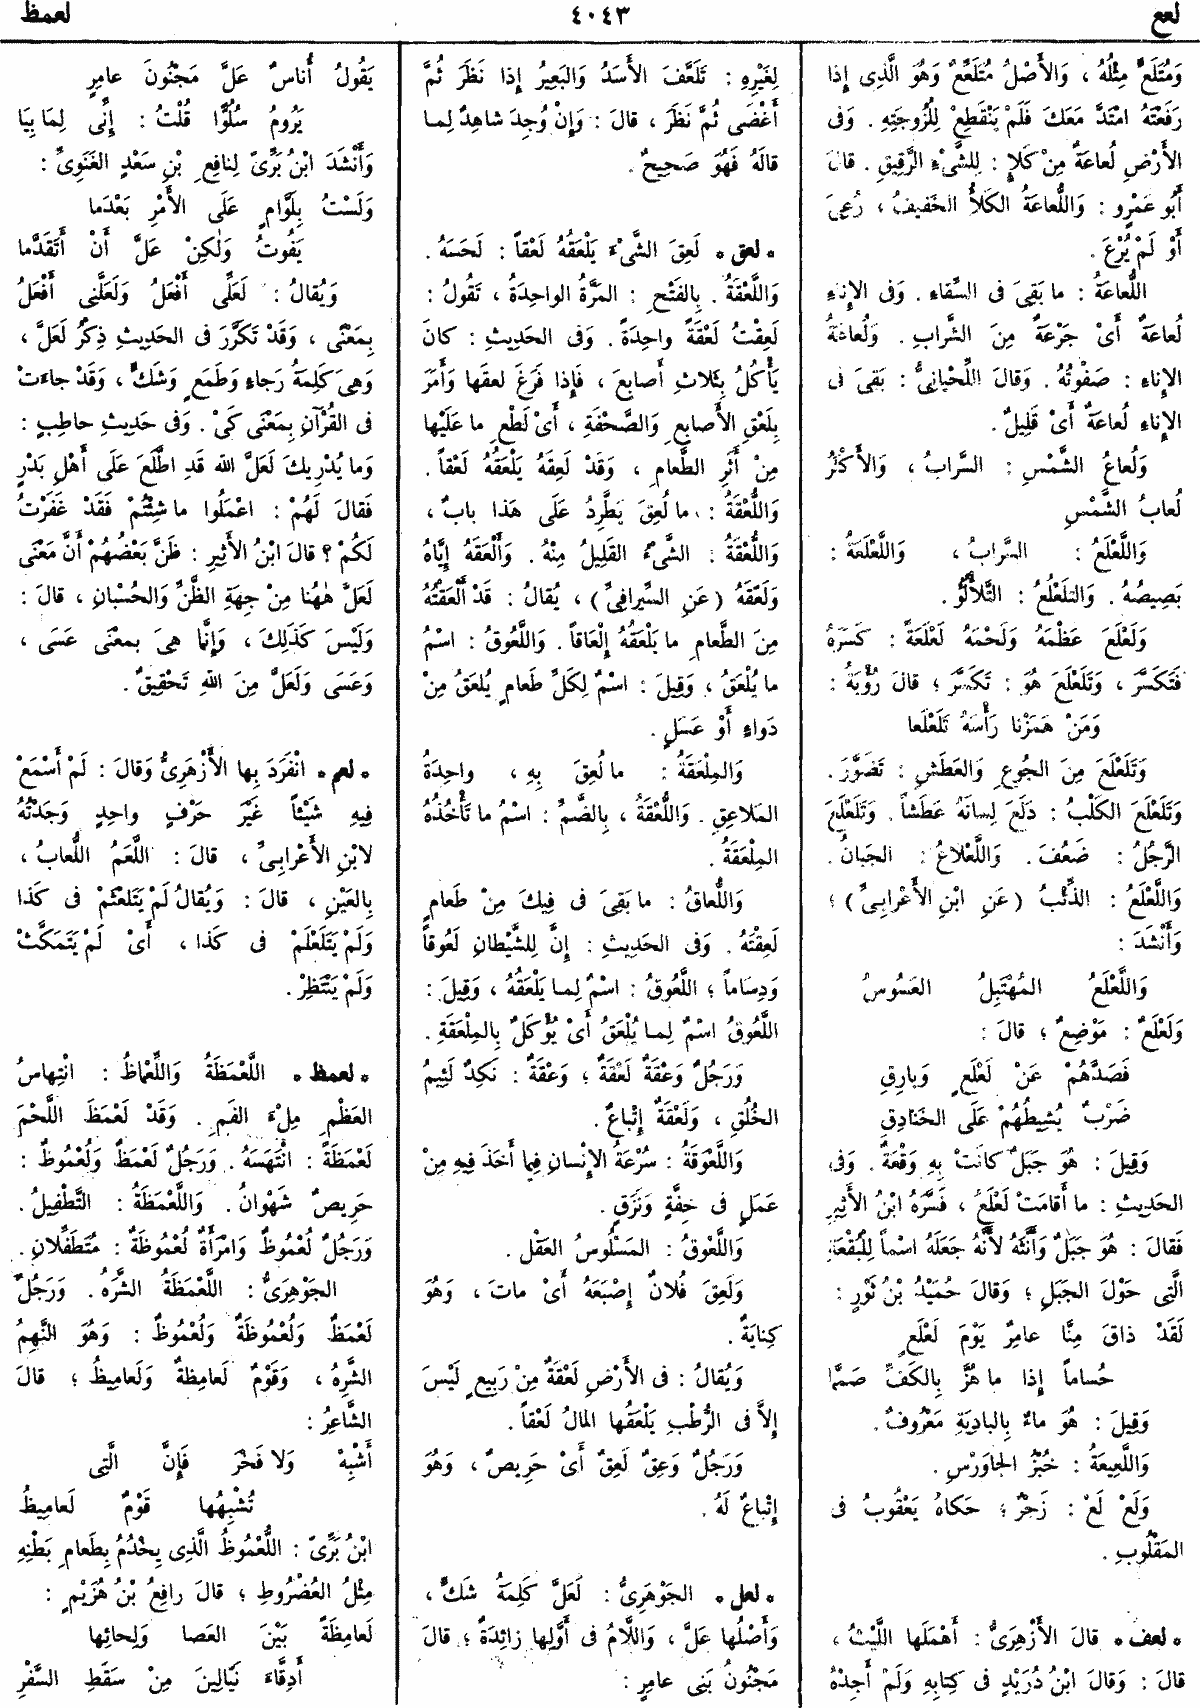 لعع
٤٠٤٣
لعمظ
وَمُتَلَعٌّ مِثْلُهُ ، وَالأَصْلُ مُتَلَعِّعٌ وَهُوَ الَّذِى إِذا
رَفَعْتَهُ امْتَدَّ مَعَكَ فَلَمْ يَنْقَطِعْ لِلُزُوجَتِهِ . وَفى
الأَرْضِ لُعاعَةٌ مِنْ كَلإٍ : لِلشَّىْءِ الرَّقِيقِ . قالَ
أَبُو عَمْرٍو : وَاللُّعاعَةُ الكَلأُ الخَفِيفُ ، رُعِىَ
أَوْ لَمْ يُرْعَ .
اللُّعاعَةُ : ما بَقِىَ فى السِّقاءِ . وَفى الإِناءِ
لُعاعَةٌ أَىْ جَرْعَةٌ مِنَ الشَّرابِ . وَلُعاعَةُ
الإِناءِ : صَفْوَتُهُ . وَقالَ اللِّحْيانِىُّ : بَقِىَ فى
الإِناءِ لُعاعَةٌ أَىْ قَلِيلٌ .
وَلُعاعُ الشَّمْسِ : السَّرابُ ، وَالأَكْثَرُ
لُعابُ الشَّمْسِ
وَاللَّعْلَعُ : السَّرابُ ، وَاللَّعْلَعَةُ :
بَصِيصُهُ . وَالتَلَعْلُعُ : التَّلأْلُؤُ .
وَلَعْلَعَ عَظْمَهُ وَلَحْمَهُ لَعْلَعَةً : كَسَرَهُ
فَتَكَسَّرَ ، وَتَلَعْلَعَ هُوَ : تَكَسَّرَ ؛ قالَ رُؤْبَةُ :
وَمَنْ هَمَزْنا رَأْسَهُ تَلَعْلَعا
وَتَلَعْلَعَ مِنَ الجُوعِ وَالعَطَشِ : تَضَوَّرَ .
وَتَلَعْلَعَ الكَلْبُ : دَلَعَ لِسانَهُ عَطَشاً . وَتَلَعْلَعَ
الرَّجُلُ : ضَعُفَ . وَاللَّعْلاعُ : الجَبانُ .
وَاللَّعْلَعُ : الذِّئْبُ ( عَنِ ابْنِ الأَعْرابِىِّ ) ؛
وَأَنْشَدَ :
وَاللَّعْلَعُ المُهْتَبِلُ العَسُوسُ
وَلَعْلَعٌ : مَوْضِعٌ ؛ قالَ :
فَصَدَّهُمْ عَنْ لَعْلَعٍ وَبارِقِ
ضَرْبٌ يُشِيطُهُمْ عَلَى الخَنادِقِ
وَقِيلَ : هُوَ جَبَلٌ كانَتْ بِهِ وَقْعَةٌ . وَفى
الحَدِيثِ : ما أَقامَتْ لَعْلَعُ ، فَسَّرَهُ ابْنُ الأَثِيرِ
فَقالَ : هُوَ جَبَلٌ وَأَنَّثَهُ لأَنَّهُ جَعَلَهُ اسْماً لِلْبُقْعَةِ
الَّتِى حَوْلَ الجَبَلِ ؛ وَقالَ حُمَيْدُ بْنُ ثَوْرٍ :
لَقَدْ ذاقَ مِنَّا عامِرٌ يَوْمَ لَعْلَعٍ
حُساماً إِذا ما هُزَّ بِالكَفِّ صَمَّما
وَقِيلَ : هُوَ ماءٌ بِالبادِيَةِ مَعْرُوفٌ .
وَاللَّعِيعَةُ : خُبْزُ الجاوَرْسِ .
وَلَعْ لَعْ : زَجْرٌ ؛ حَكاهُ يَعْقُوبُ فى
المَقْلُوبِ .
* لعف * قالَ الأَزْهَرِىُّ : أَهْمَلَها اللَّيْثُ ،
قالَ : وَقالَ ابْنُ دُرَيْدٍ فى كِتابِهِ وَلَمْ أَجِدْهُ
لِغَيْرِهِ : تَلَعَّفَ الأَسَدُ وَالبَعِيرُ إِذا نَظَرَ ثُمَّ
أَغْضَى ثُمَّ نَظَرَ ، قالَ : وَإِنْ وُجِدَ شاهِدٌ لِما
قالَهُ فَهُوَ صَحِيحٌ .
* لعق * لَعِقَ الشَّىْءَ يَلْعَقُهُ لَعْقاً : لَحَسَهُ .
وَاللَّعْقَةُ . بِالفَتْحِ : المَرَّةُ الواحِدَةُ ، تَقُولُ :
لَعِقْتُ لَعْقَةً واحِدَةً . وَفى الحَدِيثِ : كانَ
يَأْكُلُ بِثَلاثِ أَصابِعَ ، فَإِذا فَرَغَ لعقَها وَأَمَرَ
بِلَعْقِ الأَصابِعِ وَالصَّحْفَةِ ، أَىْ لَطْعِ ما عَلَيْها
مِنْ أَثَرِ الطَّعامِ ، وَقَدْ لَعِقَهُ يَلْعَقُهُ لَعْقاً .
وَاللُّعْقَةُ : ما لُعِقَ يَطَّرِدُ عَلَى هَذا بابٌ ،
وَاللُّعْقَةُ : الشَّىْءُ القَلِيلُ مِنْهُ . وَأَلْعَقَهُ إِيَّاهُ
وَلَعَّقَهُ ( عَنِ السِّيرافِىِّ ) ، يُقالُ : قَدْ أَلْعَقْتُهُ
مِنَ الطَّعامِ ما يَلْعَقُهُ إِلْعاقاً . وَاللَّعُوقُ : اسْمُ
ما يُلْعَقُ ؛ وَقِيلَ : اسْمٌ لِكُلِّ طَعامٍ يُلعَقُ مِنْ
دَواءٍ أَوْ عَسَلٍ .
وَالمِلْعَقَةُ : ما لُعِقَ بِهِ ، واحِدَةُ
المَلاعِقِ . وَاللُّعْقَةُ ، بِالضَّمِّ : اسْمُ ما تَأْخُذُهُ
المِلْعَقَةُ .
وَاللُّعاقُ : ما بَقِىَ فى فِيكَ مِنْ طَعامٍ
لَعِقْتَهُ . وَفى الحَدِيثِ : إِنَّ لِلشَّيْطانِ لَعُوقاً
وَدِساماً ؛ اللَّعُوقُ : اسْمٌ لِما يَلْعَقُهُ ، وَقِيلَ :
اللَّعُوقُ اسْمٌ لِما يُلْعَقُ أَىْ يُؤْكَلُ بِالمِلْعَقَةِ .
وَرَجُلٌ وَعْقَةٌ لَعْقَةٌ ؛ وَعْقَةٌ : نَكِدٌ لَئِيمُ
الخُلُقِ ، وَلَعْقَةٌ إِتْباعٌ .
وَاللَّعْوَقَةُ : سُرْعَةُ الإِنْسانِ فِيما أَخَذَ فِيهِ مِنْ
عَمَلٍ فى خِفَّةٍ وَنَزَقٍ .
وَاللَّعْوَقُ : المَسْلُوسُ العَقْلِ .
وَلَعِقَ فُلانٌ إِصْبَعَهُ أَىْ ماتَ ، وَهُوَ
كِنايَةٌ .
وَيُقالُ : فى الأَرْضِ لَعْقَةٌ مِنْ رَبِيعٍ لَيْسَ
إِلاَّ فى الرُّطْبِ يَلْعَقُها المالُ لَعْقاً .
وَرَجُلٌ وَعِقٌ لَعِقٌ أَىْ حَرِيصٌ ، وَهُوَ
إِتْباعٌ لَهُ .
* لعل * الجَوْهَرِىُّ : لَعَلَّ كَلِمَةُ شَكٍّ ،
وَأَصْلُها عَلَّ ، وَاللاَّمُ فى أَوَّلِها زائِدَةٌ ؛ قالَ
مَجْنُونُ بَنِى عامِرٍ :
يَقُولُ أُناسٌ عَلَّ مَجْنُونَ عامِرٍ
يَرُومُ سُلُوًّا قُلْتُ : إِنِّى لِمَا بِيَا
وَأَنْشَدَ ابْنُ بَرِّىٍّ لِنافِعِ بْنِ سَعْدٍ الغَنَوِىِّ :
وَلَسْتُ بِلَوَّامٍ عَلَى الأَمْرِ بَعْدَما
يَفُوتُ وَلكِنْ عَلَّ أَنْ أَتَقَدَّما
وَيُقالُ : لَعَلِّى أَفْعَلُ وَلَعَلَّنِى أَفْعَلُ
بِمَعْنًى ، وَقَدْ تَكَرَّرَ فى الحَدِيثِ ذِكْرُ لَعَلَّ ،
وَهِىَ كَلِمَةُ رَجاءٍ وَطَمَعٍ وَشَكٍّ ، وَقَدْ جاءَتْ
فى القُرْآنِ بِمَعْنَى كَىْ . وَفى حَدِيثِ حاطِبٍ :
وَما يُدْرِيكَ لَعَلَّ اللهَ قَدِ اطَّلَعَ عَلَى أَهْلِ بَدْرٍ
فَقالَ لَهُمْ : اعْمَلُوا ما شِئْتُمْ فَقَدْ غَفَرْتُ
لَكُمْ ؟ قالَ ابْنُ الأَثِيرِ : ظَنَّ بَعْضُهُمْ أَنَّ مَعْنَى
لَعَلَّ هٰهُنا مِنْ جِهَةِ الظَّنِّ وَالحُسْبانِ ، قالَ :
وَلَيْسَ كَذلِكَ ، وَإِنَّما هِىَ بمعْنَى عَسَى ،
وَعَسَى وَلَعَلَّ مِنَ اللهِ تَحْقِيقٌ .
* لعم * انْفَرَدَ بِها الأَزْهَرِىُّ وَقالَ : لَمْ أَسْمَعْ
فِيهِ شَيْئاً غَيْرَ حَرْفٍ واحِدٍ وَجَدْتُهُ
لابْنِ الأَعْرابِىِّ ، قالَ : اللَّعَمُ اللُّعابُ ،
بِالعَيْنِ ، قالَ : وَيُقالُ لَمْ يَتَلَعْثَمْ فى كَذا
وَلَمْ يَتَلَعْلَمْ فى كَذا ، أَىْ لَمْ يَتَمَكَّثْ
وَلَمْ يَنْتَظِرْ .
* لعمظ * اللَّعْمَظَةُ وَاللِّعْماظُ : انْتِهاسُ
العَظْمِ مِلْءَ الفَمِ . وَقَدْ لَعْمَظَ اللَّحْمَ
لَعْمَظَةً : انْتَهَسَهُ . وَرَجُلٌ لَعْمَظٌ وَلُعْمُوظٌ :
حَرِيصٌ شَهْوانُ . وَاللَّعْمَظَةُ : التَّطْفِيلُ .
وَرَجُلٌ لُعْمُوظٌ وَامْرَأَةٌ لُعْمُوظَةٌ : مُتَطَفِّلانِ .
الجَوْهَرِىُّ : اللَّعْمَظَةُ الشَّرَهُ . وَرَجُلٌ
لَعْمَظٌ وَلُعْمُوظَةٌ وَلُعْمُوظٌ : وَهُوَ النَّهِمُ
الشَّرِهُ ، وَقَوْمٌ لَعامِظَةٌ وَلَعامِيظُ ؛ قالَ
الشَّاعِرُ :
أَشْبِهْ وَلا فَخْرَ فَإِنَّ الَّتِى
تُشْبِهُها قَوْمٌ لَعامِيظُ
ابْنُ بَرِّىّ : اللُّعْمُوظُ الَّذِى يَخْدُمُ بِطَعامِ بَطْنِهِ
مِثْلُ العُضْرُوطِ ؛ قالَ رافِعُ بْنُ هُزَيْمٍ :
لَعامِظَةً بَيْنَ العَصا وَلِحائِها
أَدِقَّاءَ نَيَّالِينَ مِنْ سَقَطِ السَّفْرِ